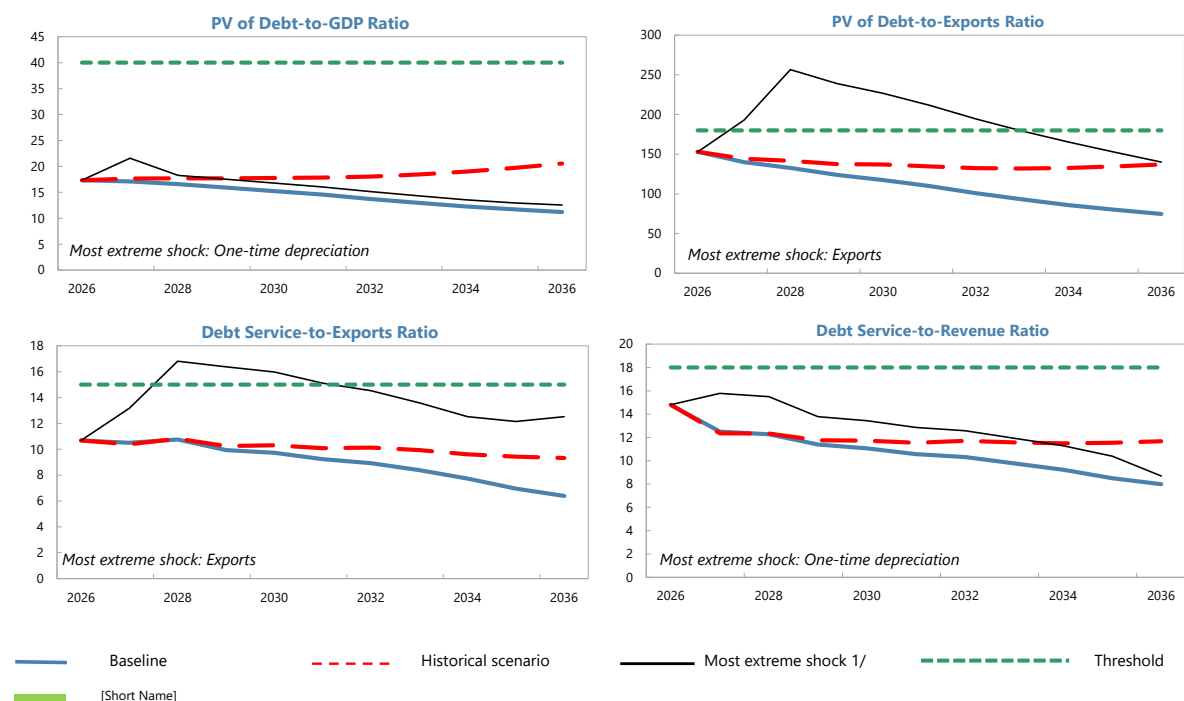 PV of Debt-to-GDP Ratio
45
40
35
30
25
20
15
10
5
0
Most extreme shock: One-time depreciation
2026 2028 2030 2032 2034 2036
PV of Debt-to-Exports Ratio
300
250
200
150
100
50
0
Most extreme shock: Exports
2026 2028 2030 2032 2034 2036
Debt Service-to-Exports Ratio
18
16
14
12
10
8
6
4
2
0
Most extreme shock: Exports
2026 2028 2030 2032 2034 2036
Debt Service-to-Revenue Ratio
20
18
16
14
12
10
8
6
4
2
0
Most extreme shock: One-time depreciation
2026 2028 2030 2032 2034 2036
Baseline Historical scenario Most extreme shock 1/ Threshold
[Short Name]